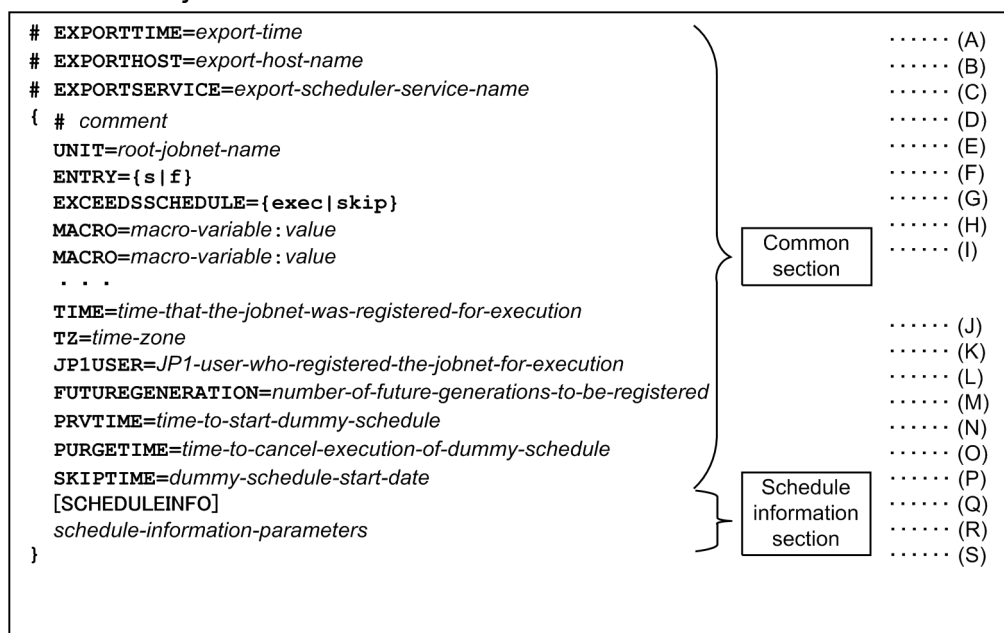 # EXPORTTIME=export-time ······ (A)
# EXPORTHOST=export-host-name ······ (B)
# EXPORTSERVICE=export-scheduler-service-name ······ (C)
{ # comment ······ (D)
UNIT=root-jobnet-name ······ (E)
ENTRY={s|f} ······ (F)
EXCEEDSSCHEDULE={exec|skip} ······ (G)
MACRO=macro-variable:value ······ (H)
MACRO=macro-variable:value ······ (I)
· · ·
Common
section
TIME=time-that-the-jobnet-was-registered-for-execution ······ (J)
TZ=time-zone ······ (K)
JP1USER=JP1-user-who-registered-the-jobnet-for-execution ······ (L)
FUTUREGENERATION=number-of-future-generations-to-be-registered ······ (M)
PRVTIME=time-to-start-dummy-schedule ······ (N)
PURGETIME=time-to-cancel-execution-of-dummy-schedule ······ (O)
SKIPTIME=dummy-schedule-start-date ······ (P)
[SCHEDULEINFO] ······ (Q)
schedule-information-parameters ······ (R)
} ······ (S)
Schedule
information
section